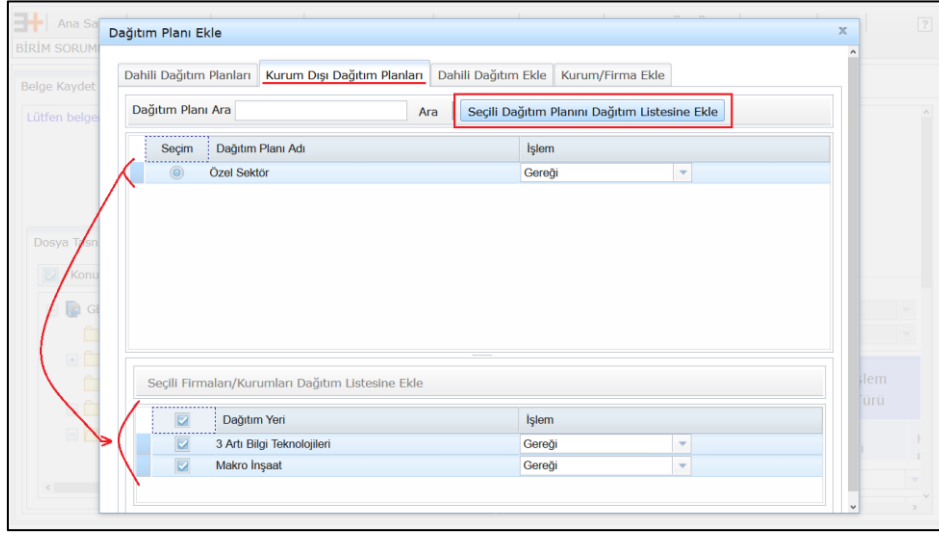 Ana Sa
Dağıtım Planı Ekle
x
?
BİRİM SORUM
Dahili Dağıtım Planları Kurum Dışı Dağıtım Planları Dahili Dağıtım Ekle Kurum/Firma Ekle
Belge Kaydet
Dağıtım Planı Ara Ara Seçili Dağıtım Planını Dağıtım Listesine Ekle
Lütfen belge
Seçim Dağıtım Planı Adı İşlem
Özel Sektör Gereği
Dosya Tasn
Konu
Seçili Firmaları/Kurumları Dağıtım Listesine Ekle
Dağıtım Yeri İşlem
3 Artı Bilgi Teknolojileri Gereği
Makro İnşaat Gereği